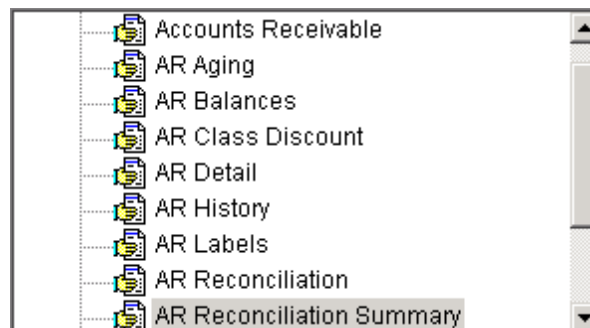 Accounts Receivable
AR Aging
AR Balances
AR Class Discount
AR Detail
AR History
AR Labels
AR Reconciliation
AR Reconciliation Summary